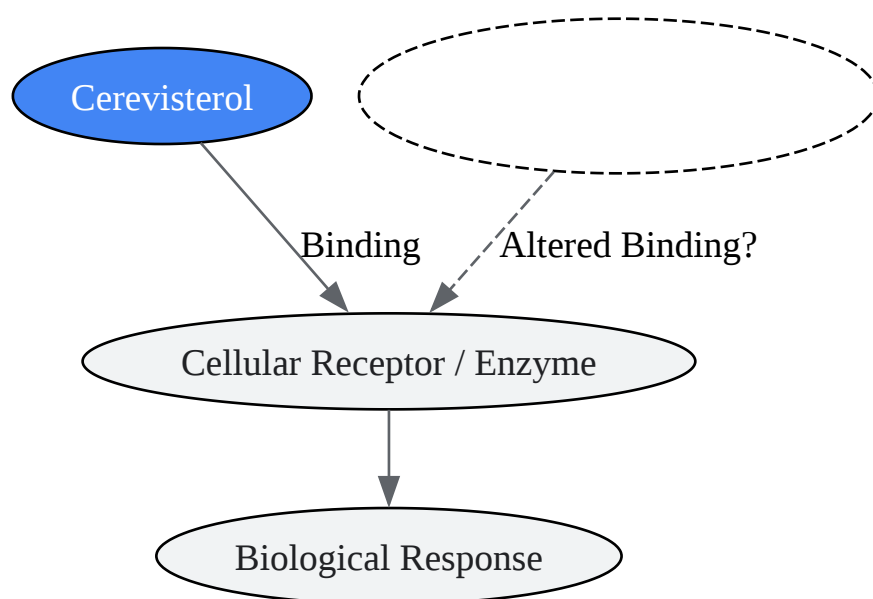 Cerevisterol
Binding
Altered Binding?
Cellular Receptor / Enzyme
Biological Response